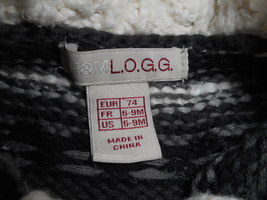 L.O.G.G.
EUR 74
FR 6-9M
US 6-9M
MADE IN
CHINA